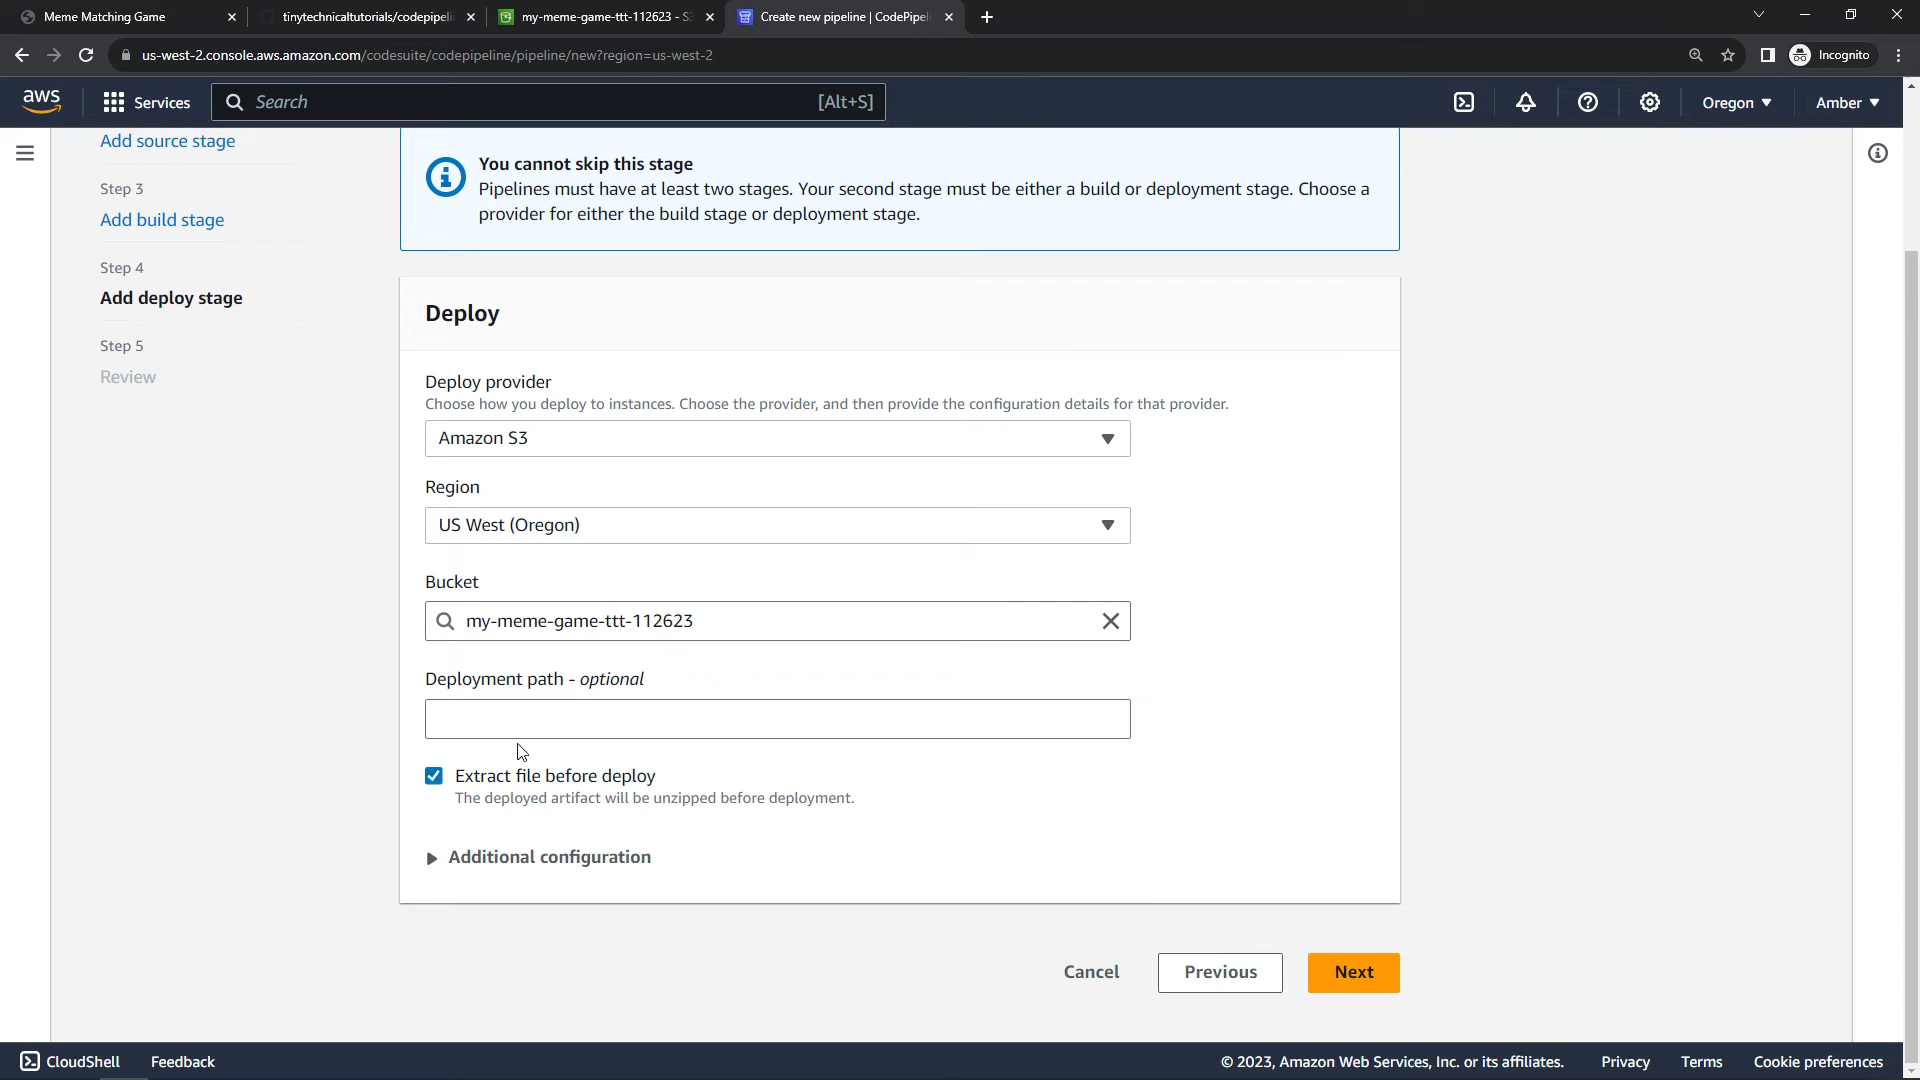 Meme Matching Game
tinytechnicaltutorials/codepipeli
my-meme-game-ttt-112623 - S3
Create new pipeline | CodePipeli
us-west-2.console.aws.amazon.com/codesuite/codepipeline/pipeline/new?region=us-west-2
Incognito
aws
Services
Search
[Alt+S]
Oregon
Amber
Add source stage
Step 3
Add build stage
Step 4
Add deploy stage
Step 5
Review
You cannot skip this stage
Pipelines must have at least two stages. Your second stage must be either a build or deployment stage. Choose a
provider for either the build stage or deployment stage.
Deploy
Deploy provider
Choose how you deploy to instances. Choose the provider, and then provide the configuration details for that provider.
Amazon S3
Region
US West (Oregon)
Bucket
my-meme-game-ttt-112623
Deployment path - optional
Extract file before deploy
The deployed artifact will be unzipped before deployment.
Additional configuration
Cancel
Previous
Next
CloudShell
Feedback
© 2023, Amazon Web Services, Inc. or its affiliates.
Privacy
Terms
Cookie preferences